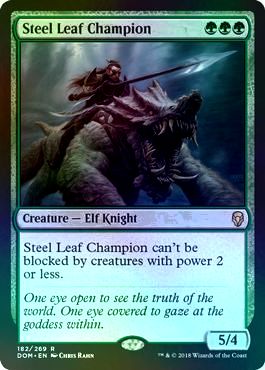 Steel Leaf Champion
Creature — Elf Knight
Steel Leaf Champion can't be
blocked by creatures with power 2
or less.
One eye open to see the truth of the
world. One eye covered to gaze at the
goddess within.
5/4
182/269 R
DOM • EN Chris Rahn
™ & © 2018 Wizards of the Coast